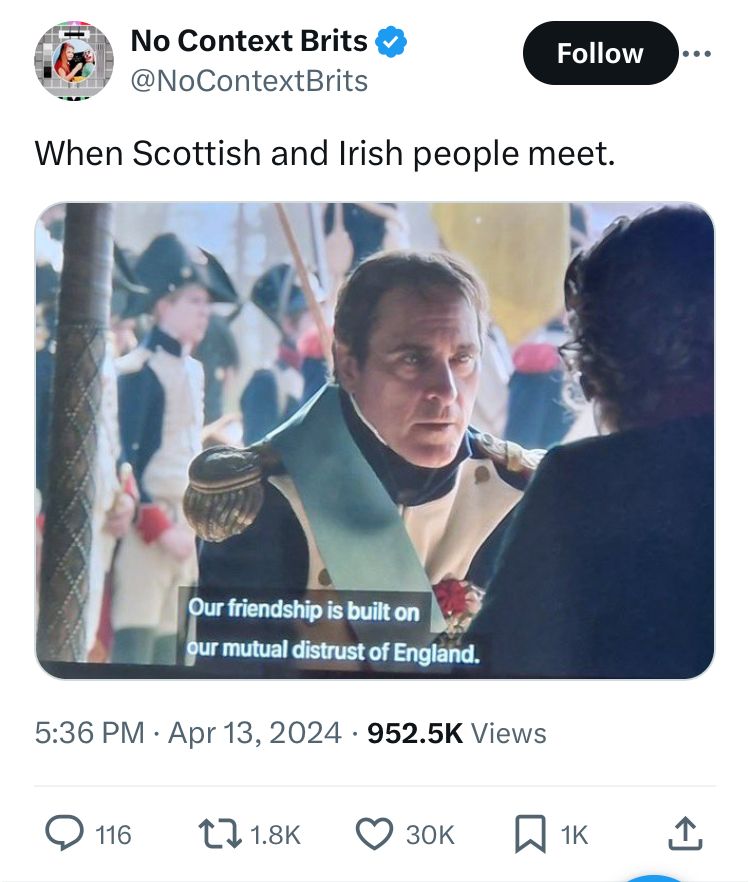 No Context Brits
@NoContextBrits
Follow
When Scottish and Irish people meet.
Our friendship is built on
our mutual distrust of England.
5:36 PM · Apr 13, 2024 · 952.5K Views
116 1.8K 30K 1K